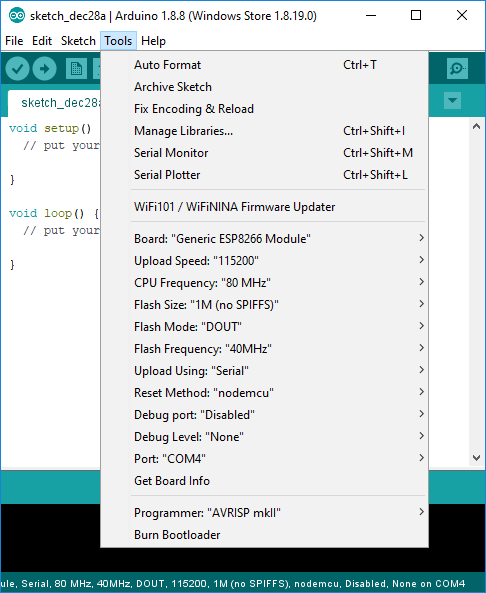 sketch_dec28a | Arduino 1.8.8 (Windows Store 1.8.19.0)
File Edit Sketch Tools Help
Auto Format Ctrl+T
Archive Sketch
sketch_dec28a
Fix Encoding & Reload
void setup()
Manage Libraries... Ctrl+Shift+I
// put your
Serial Monitor Ctrl+Shift+M
}
Serial Plotter Ctrl+Shift+L
void loop() {
WiFi101 / WiFiNINA Firmware Updater
// put your
Board: "Generic ESP8266 Module"
}
Upload Speed: "115200"
CPU Frequency: "80 MHz"
Flash Size: "1M (no SPIFFS)"
Flash Mode: "DOUT"
Flash Frequency: "40MHz"
Upload Using: "Serial"
Reset Method: "nodemcu"
Debug port: "Disabled"
Debug Level: "None"
Port: "COM4"
Get Board Info
Programmer: "AVRISP mkII"
Burn Bootloader
ule, Serial, 80 MHz, 40MHz, DOUT, 115200, 1M (no SPIFFS), nodemcu, Disabled, None on COM4